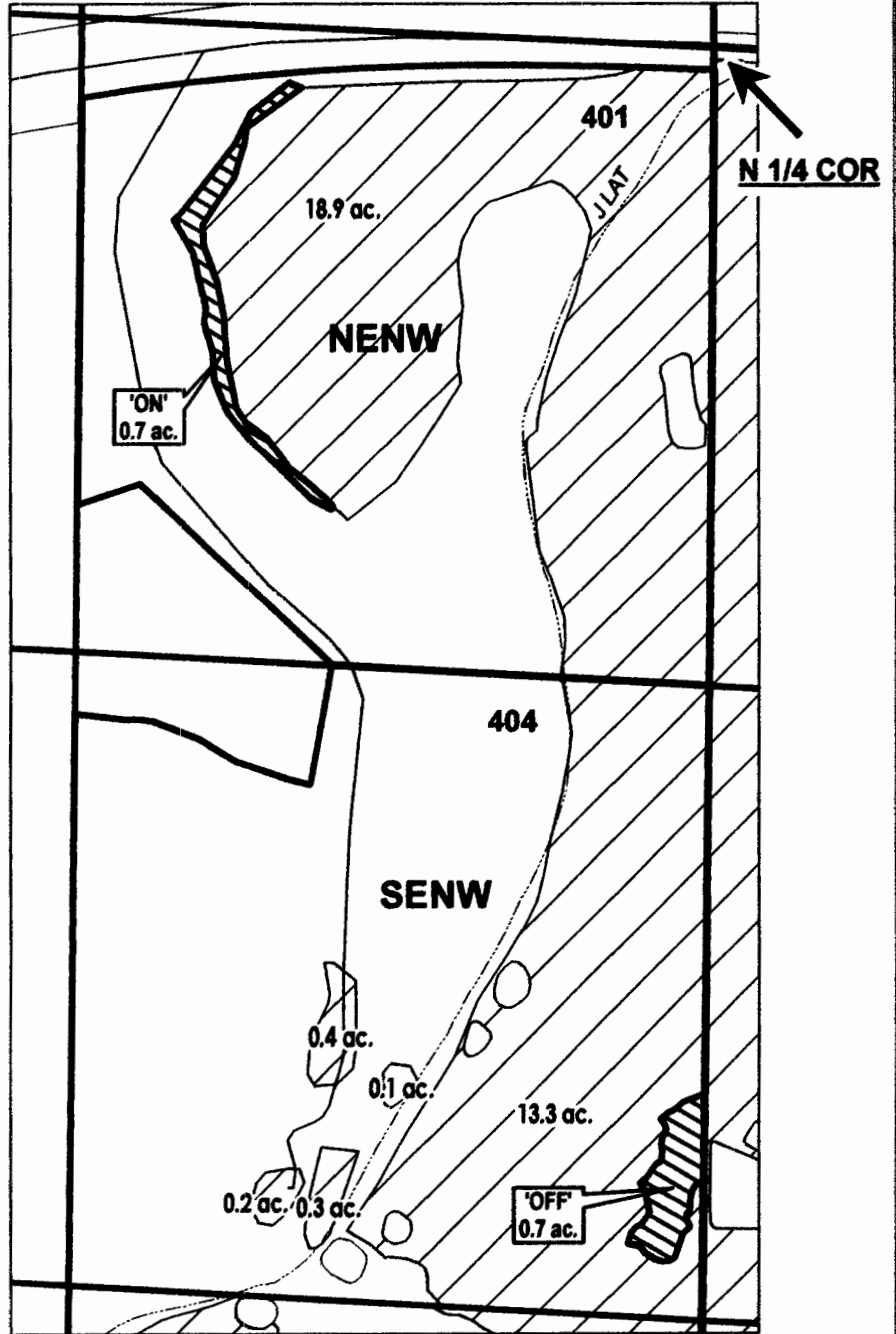 401
N 1/4 COR
J LAT
18.9 ac.
NENW
'ON'
0.7 ac.
404
SENW
0.4 ac.
0.1 ac.
13.3 ac.
0.2 ac.
0.3 ac.
'OFF'
0.7 ac.